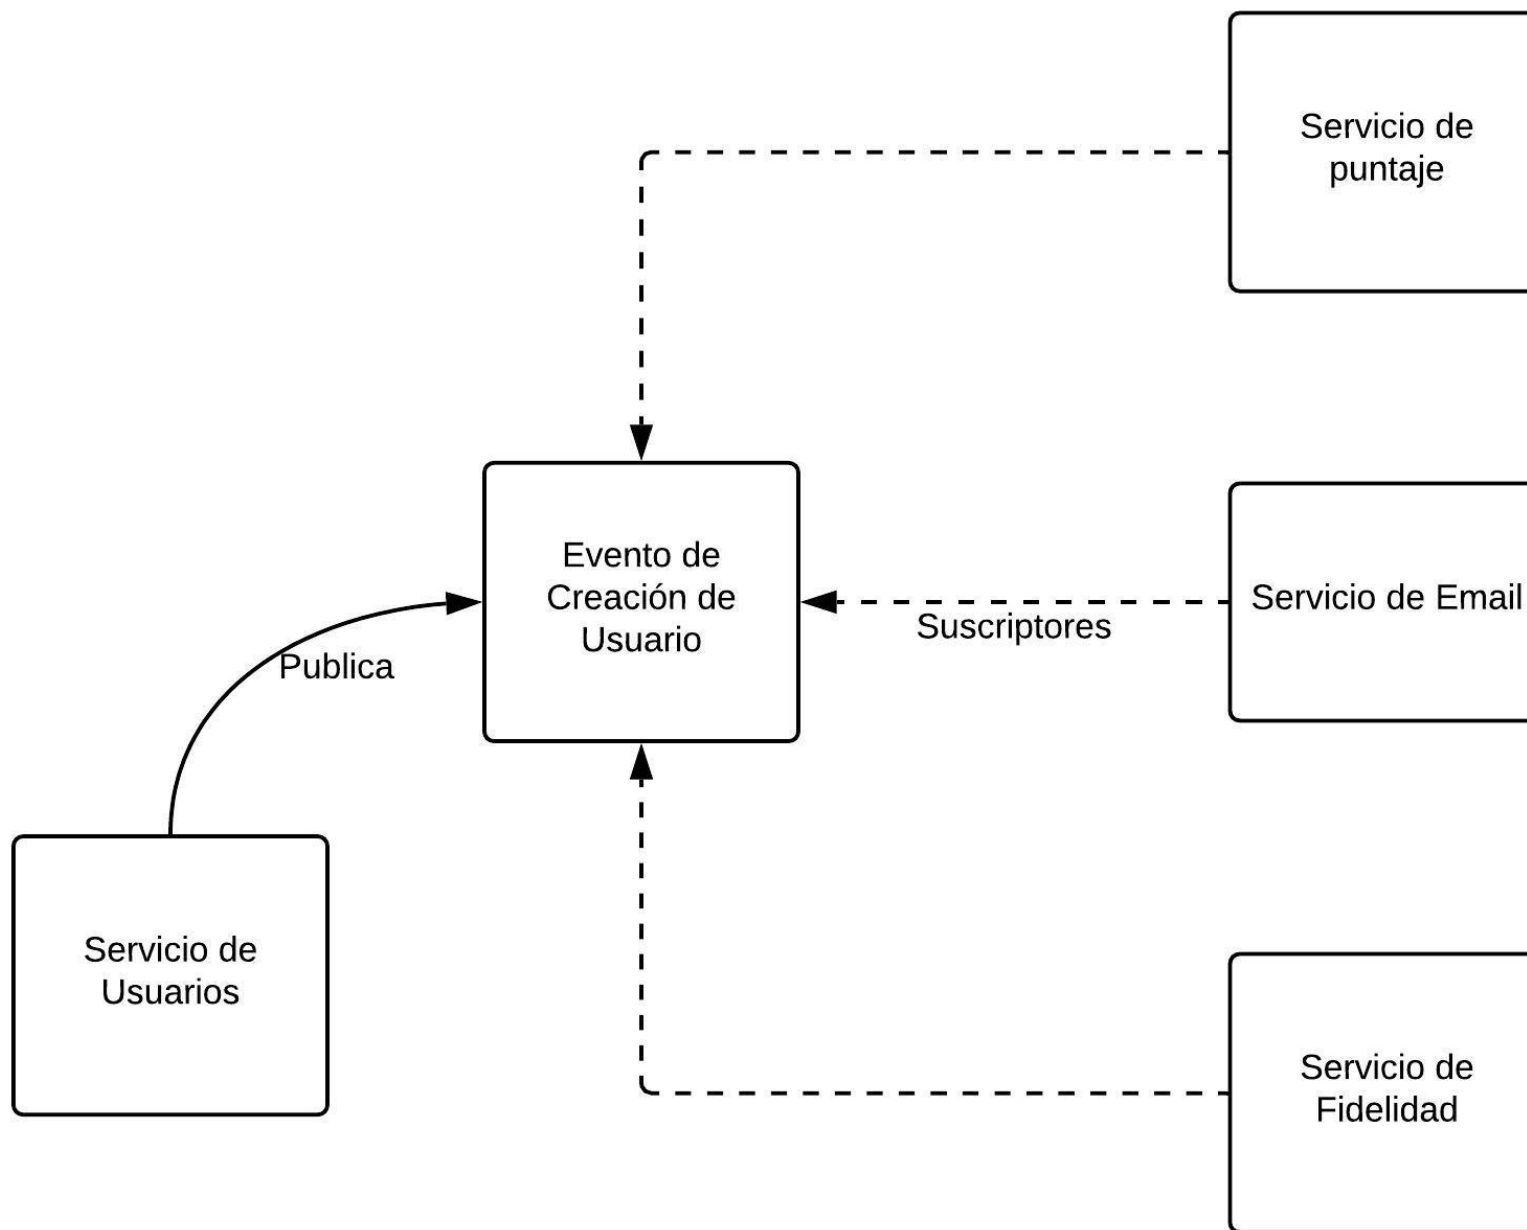 Servicio de
puntaje
Evento de
Creación de
Usuario
Servicio de Email
Suscriptores
Publica
Servicio de
Usuarios
Servicio de
Fidelidad